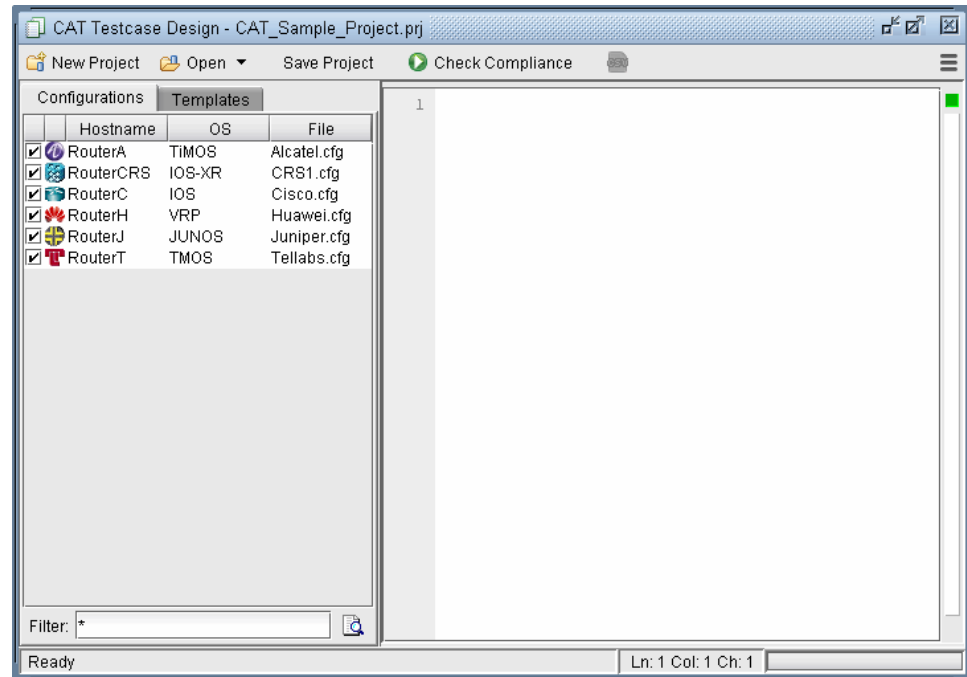 CAT Testcase Design - CAT_Sample_Project.prj
New Project Open Save Project Check Compliance
Configurations Templates
Hostname OS File
RouterA TiMOS Alcatel.cfg
RouterCRS IOS-XR CRS1.cfg
RouterC IOS Cisco.cfg
RouterH VRP Huawei.cfg
RouterJ JUNOS Juniper.cfg
RouterT TMOS Tellabs.cfg
1
Filter: *
Ready Ln: 1 Col: 1 Ch: 1